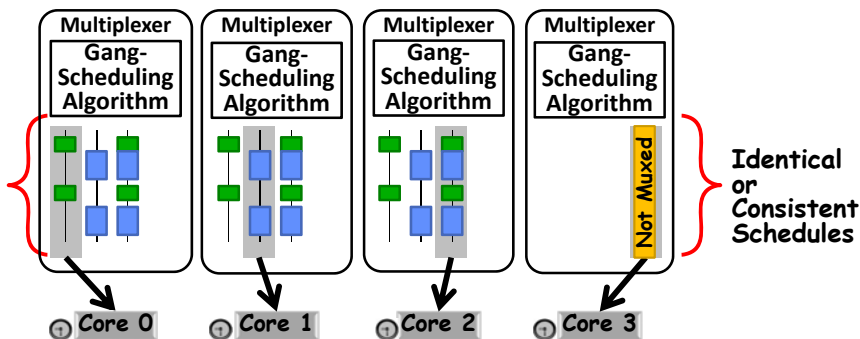 Multiplexer
Gang-
Scheduling
Algorithm
Core 0
Multiplexer
Gang-
Scheduling
Algorithm
Core 1
Multiplexer
Gang-
Scheduling
Algorithm
Core 2
Multiplexer
Gang-
Scheduling
Algorithm
Not Muxed
Core 3
Identical
or
Consistent
Schedules